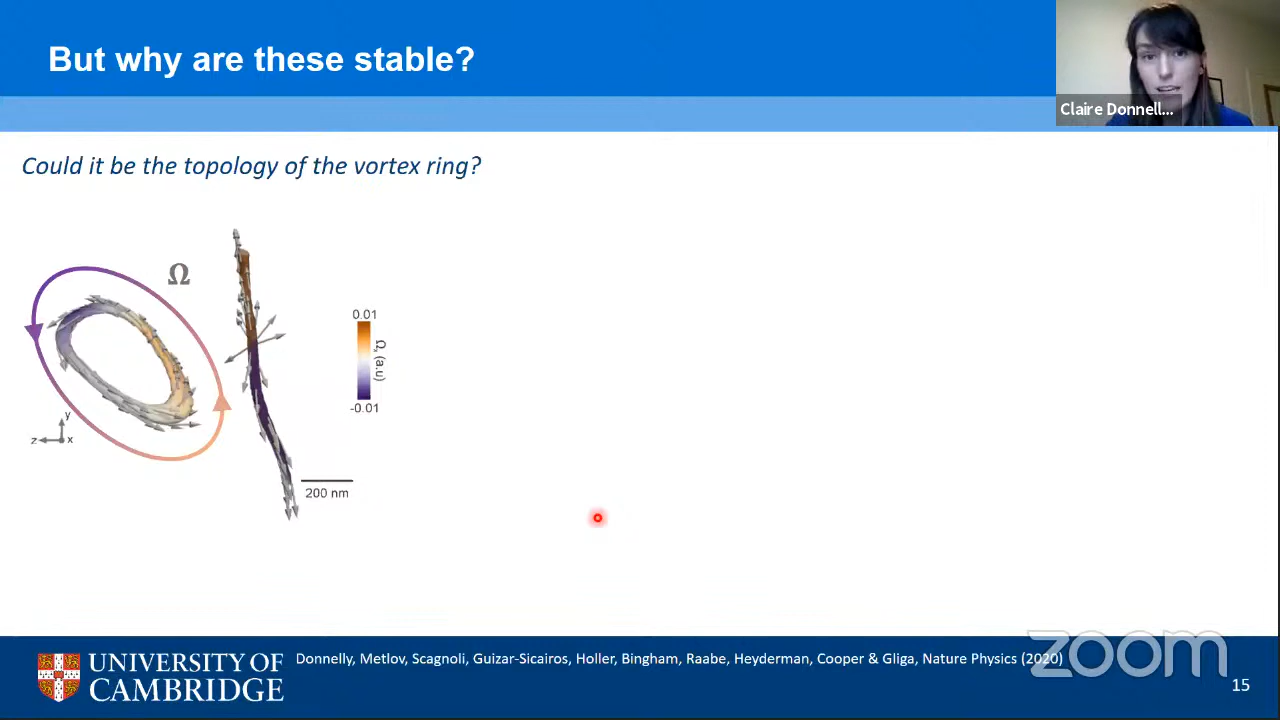 But why are these stable?
Claire Donnell...
Could it be the topology of the vortex ring?
Ω
0.01
Ωx (a.u)
-0.01
y
z
x
200 nm
UNIVERSITY OF
CAMBRIDGE
Donnelly, Metlov, Scagnoli, Guizar-Sicairos, Holler, Bingham, Raabe, Heyderman, Cooper & Gliga, Nature Physics (2020)
zoom
15